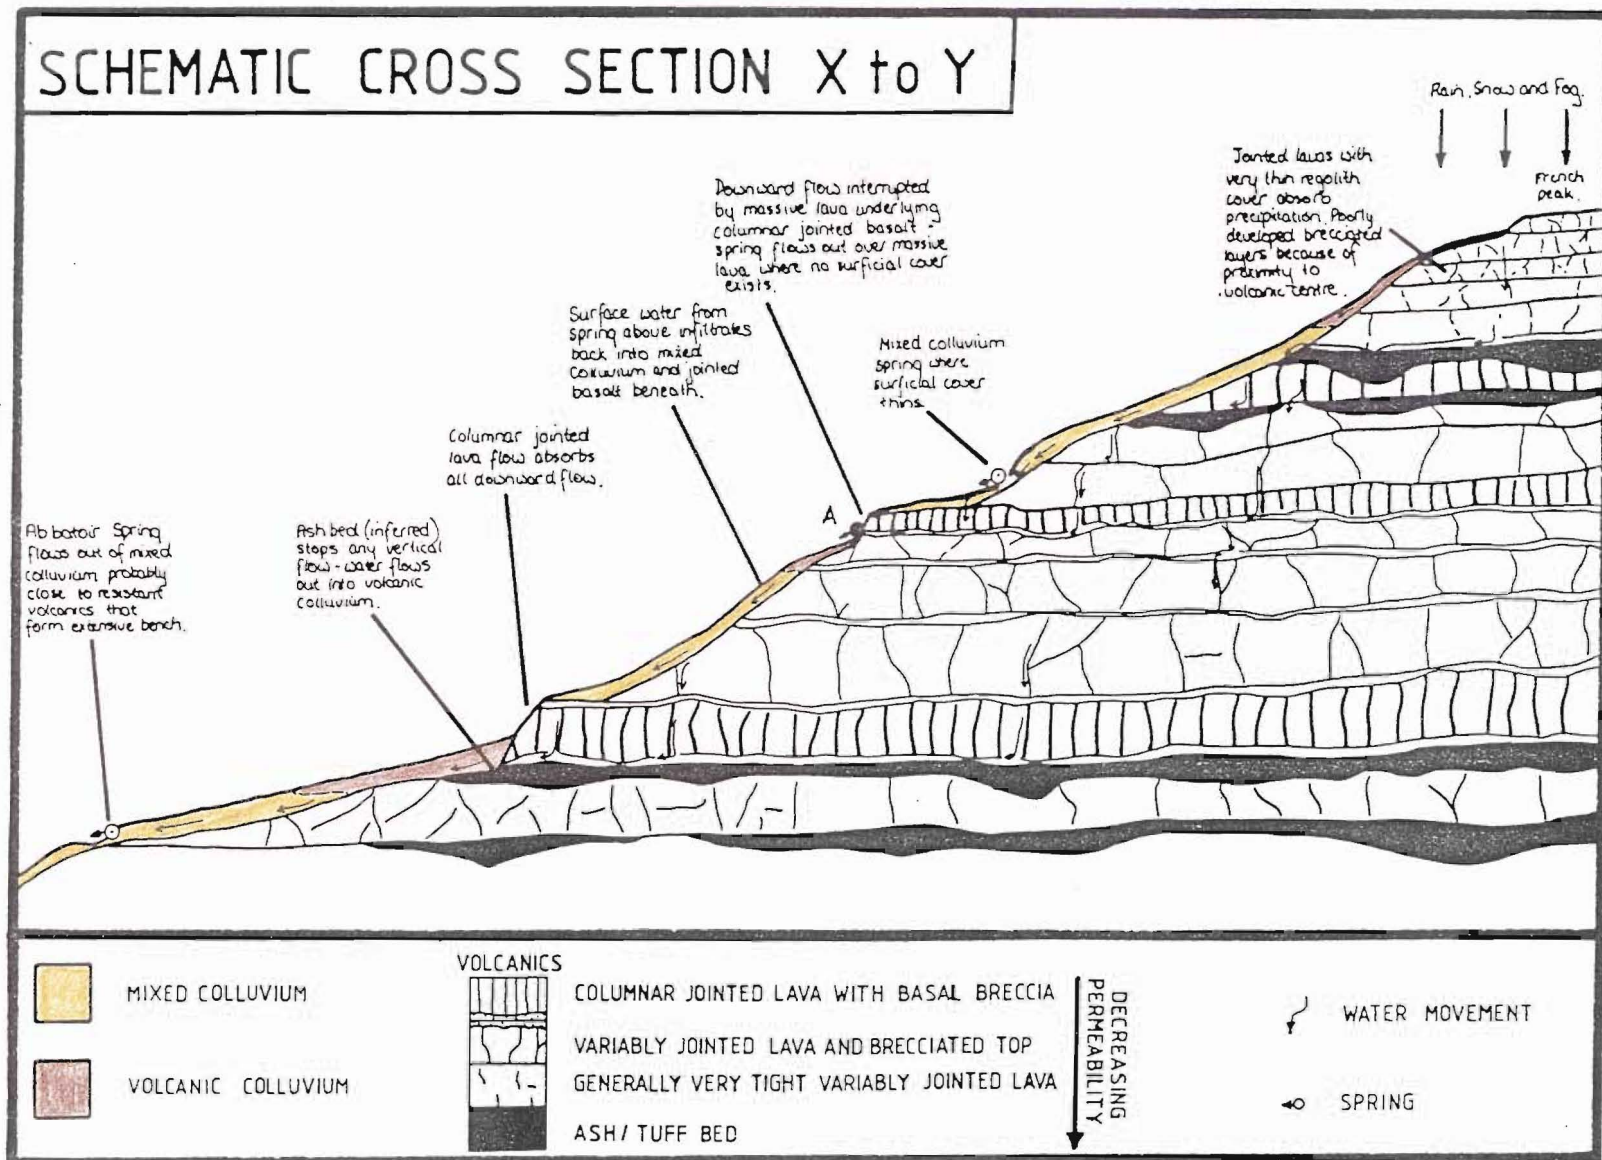 SCHEMATIC CROSS SECTION X to Y
Rain, Snow and Fog.
French
peak.
Jointed lavas with
very thin regolith
cover absorb
precipitation. Poorly
developed brecciated
layers because of
proximity to
volcanic centre.
Downward flow interrupted
by massive lava underlying
columnar jointed basalt -
spring flows out over massive
lava where no surficial cover
exists.
Surface water from
spring above infiltrates
back into mixed
colluvium and jointed
basalt beneath.
Mixed colluvium
spring where
surficial cover
thins
Columnar jointed
lava flow absorbs
all downward flow.
A
Abbatoir Spring
flows out of mixed
colluvium probably
close to resistant
volcanics that
form extensive bench.
Ash bed (inferred)
stops any vertical
flow - water flows
out into volcanic
colluvium.
MIXED COLLUVIUM
VOLCANIC COLLUVIUM
VOLCANICS
COLUMNAR JOINTED LAVA WITH BASAL BRECCIA
VARIABLY JOINTED LAVA AND BRECCIATED TOP
GENERALLY VERY TIGHT VARIABLY JOINTED LAVA
ASH / TUFF BED
DECREASING
PERMEABILITY
WATER MOVEMENT
SPRING